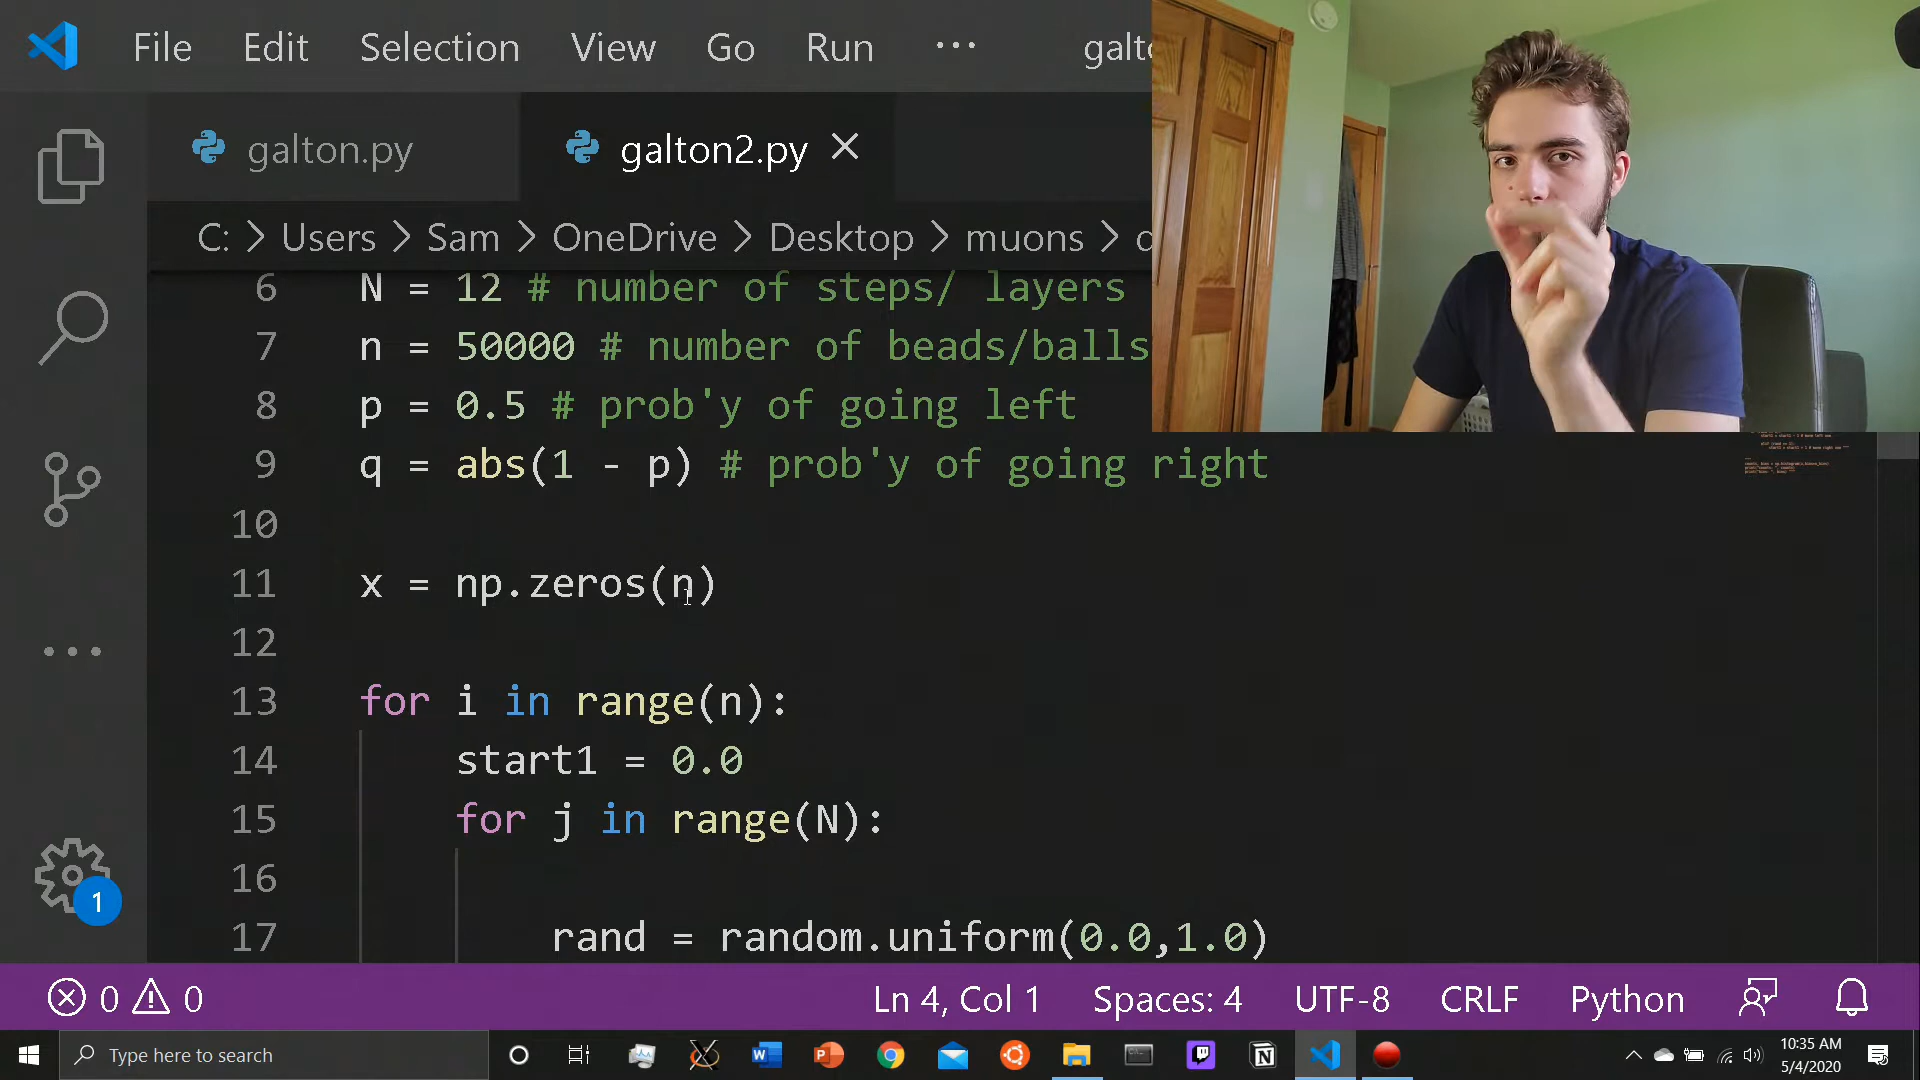 File Edit Selection View Go Run ··· galto
galton.py galton2.py
C: > Users > Sam > OneDrive > Desktop > muons >
6 N = 12 # number of steps/ layers
7 n = 50000 # number of beads/balls
8 p = 0.5 # prob'y of going left
9 q = abs(1 - p) # prob'y of going right
10
11 x = np.zeros(n)
12
13 for i in range(n):
14 start1 = 0.0
15 for j in range(N):
16
17 rand = random.uniform(0.0,1.0)
1
0 0 Ln 4, Col 1 Spaces: 4 UTF-8 CRLF Python
Type here to search
10:35 AM
5/4/2020